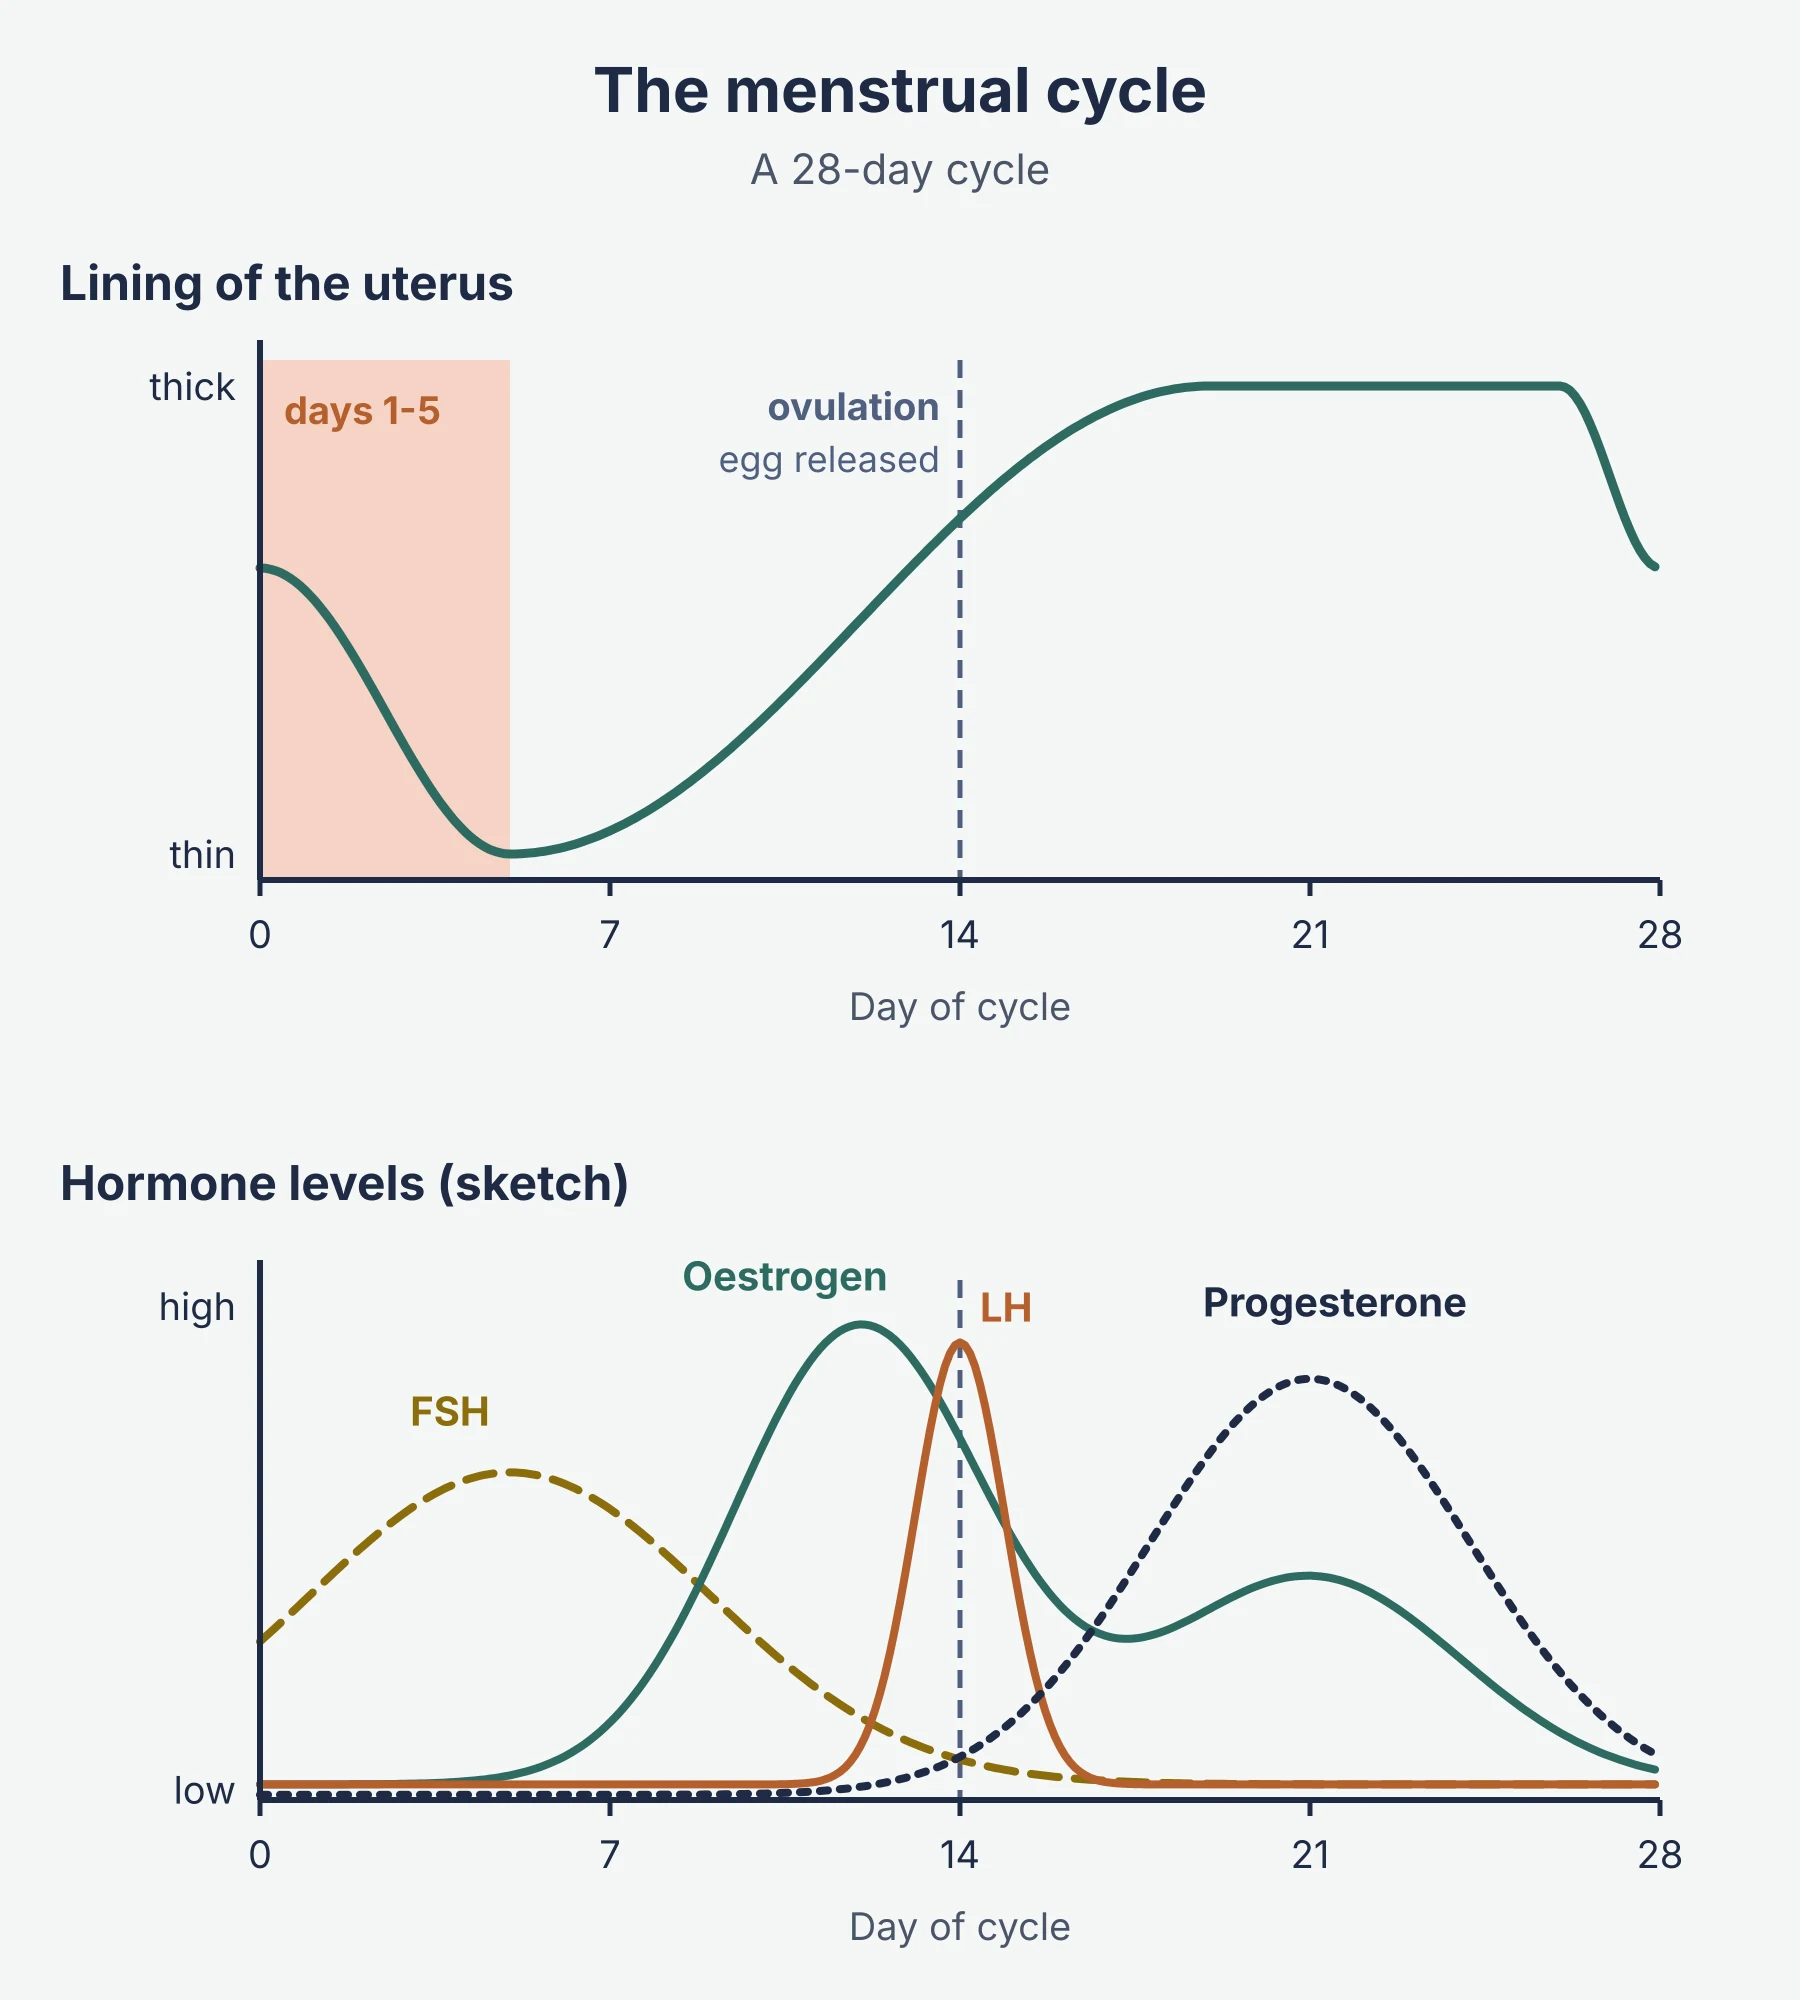 The menstrual cycle
A 28-day cycle
Lining of the uterus
thick
days 1-5
ovulation
egg released
thin
0 7 14 21 28
Day of cycle
Hormone levels (sketch)
Oestrogen
high
LH
Progesterone
FSH
low
0 7 14 21 28
Day of cycle